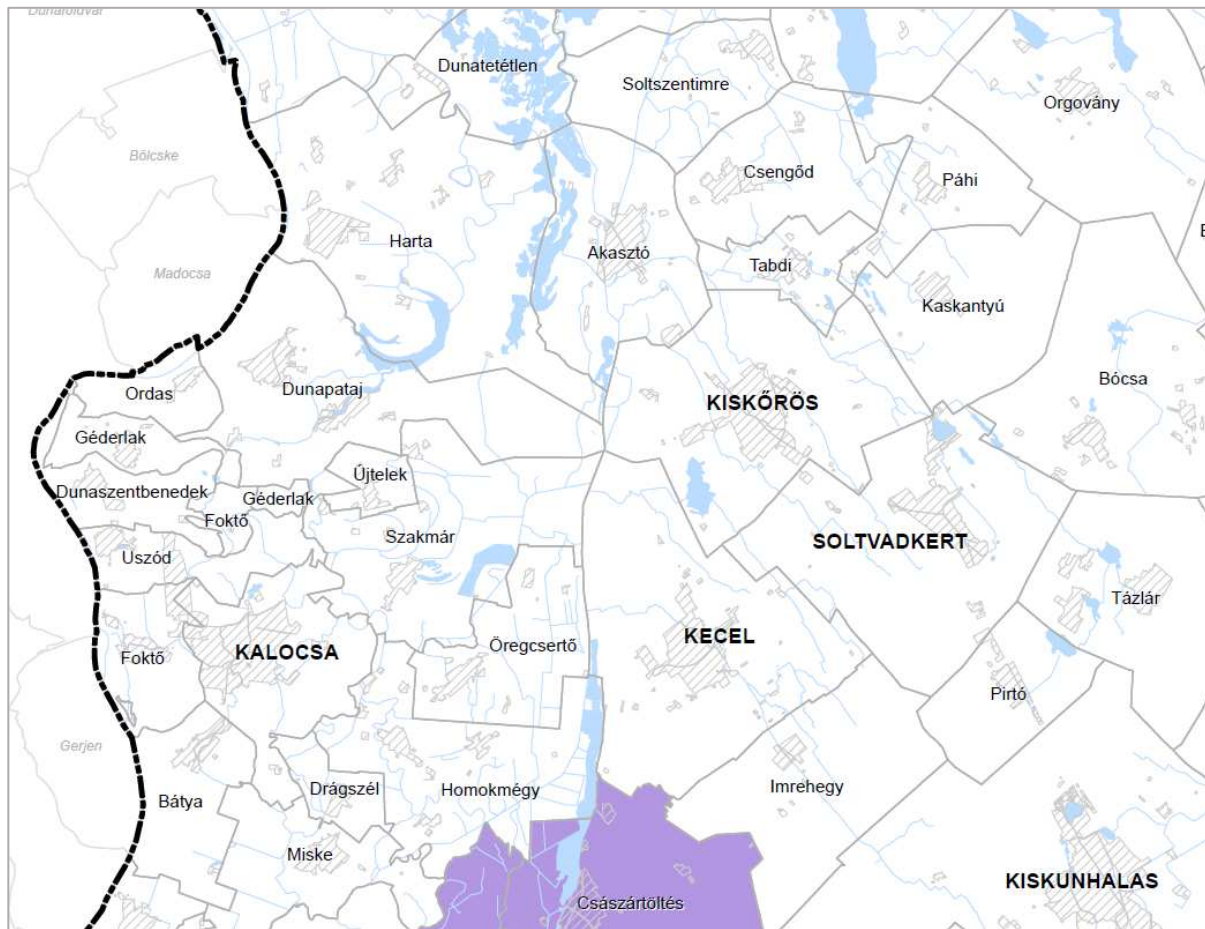 Dunaföldvár
Dunatetétlen
Soltszentimre
Orgovány
Bölcske
Csengőd
Páhi
Harta
Akasztó
Tabdi
Madocsa
Kaskantyú
Ordas
Dunapataj
KISKŐRÖS
Bócsa
Géderlak
Újtelek
Dunaszentbenedek
Géderlak
Foktő
Szakmár
SOLTVADKERT
Uszód
Tázlár
Foktő
KALOCSA
Öregcsertő
KECEL
Pirtó
Gerjen
Bátya
Drágszél
Homokmégy
Imrehegy
Miske
KISKUNHALAS
Császártöltés